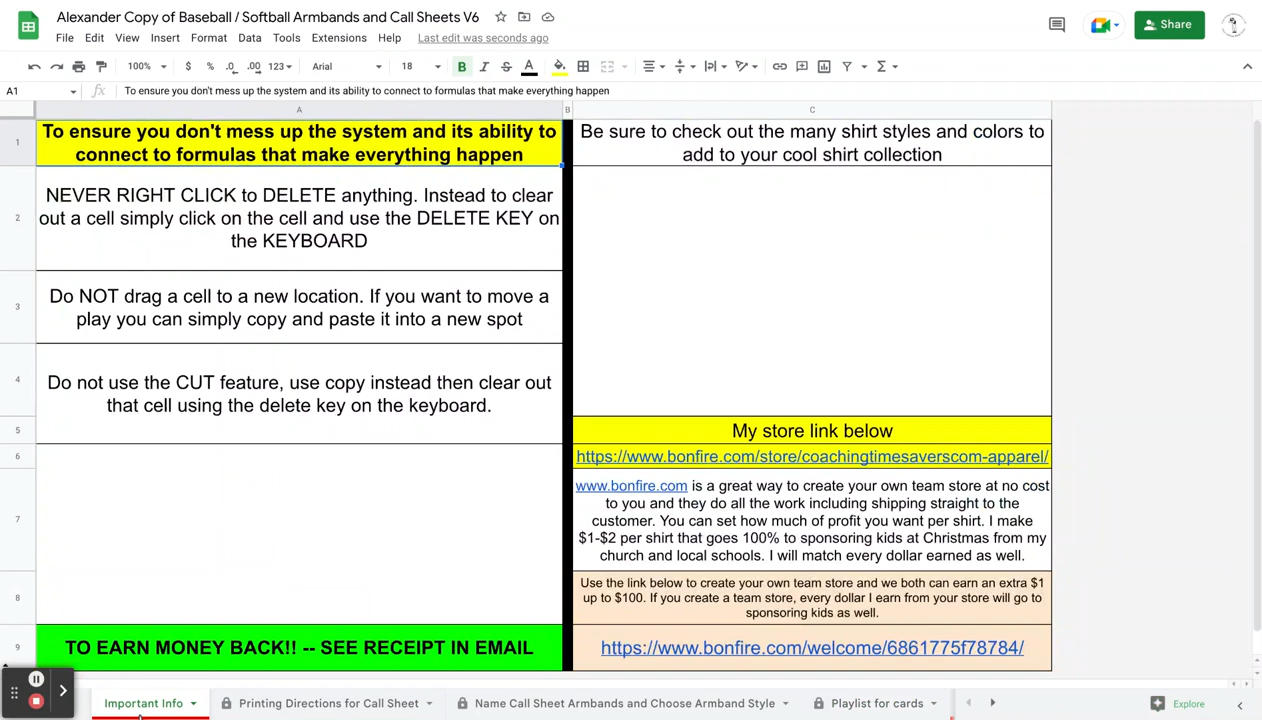 Alexander Copy of Baseball / Softball Armbands and Call Sheets V6
File Edit View Insert Format Data Tools Extensions Help Last edit was seconds ago
Share
100% $ % .0 .00 123 Arial 18 B I S A
A1 fx To ensure you don't mess up the system and its ability to connect to formulas that make everything happen
A B C
1
To ensure you don't mess up the system and its ability to
connect to formulas that make everything happen
Be sure to check out the many shirt styles and colors to
add to your cool shirt collection
2
NEVER RIGHT CLICK to DELETE anything. Instead to clear
out a cell simply click on the cell and use the DELETE KEY on
the KEYBOARD
3
Do NOT drag a cell to a new location. If you want to move a
play you can simply copy and paste it into a new spot
4
Do not use the CUT feature, use copy instead then clear out
that cell using the delete key on the keyboard.
5
My store link below
6
https://www.bonfire.com/store/coachingtimesaverscom-apparel/
7
www.bonfire.com is a great way to create your own team store at no cost
to you and they do all the work including shipping straight to the
customer. You can set how much of profit you want per shirt. I make
$1-$2 per shirt that goes 100% to sponsoring kids at Christmas from my
church and local schools. I will match every dollar earned as well.
8
Use the link below to create your own team store and we both can earn an extra $1
up to $100. If you create a team store, every dollar I earn from your store will go to
sponsoring kids as well.
9
TO EARN MONEY BACK!! -- SEE RECEIPT IN EMAIL
https://www.bonfire.com/welcome/6861775f78784/
Important Info Printing Directions for Call Sheet Name Call Sheet Armbands and Choose Armband Style Playlist for cards Explore